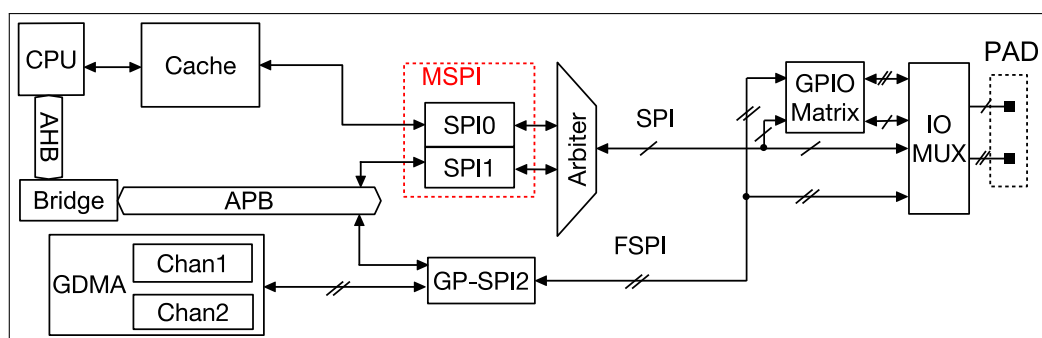 CPU
Cache
AHB
Bridge
APB
MSPI
SPI0
SPI1
Arbiter
SPI
GPIO
Matrix
IO
MUX
PAD
GDMA
Chan1
Chan2
GP-SPI2
FSPI